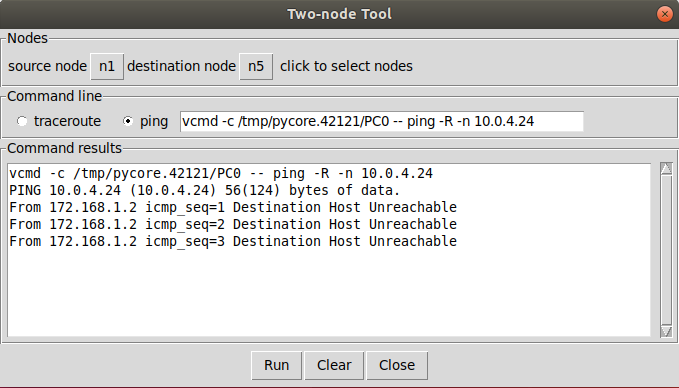 Two-node Tool
Nodes
source node n1 destination node n5 click to select nodes
Command line
traceroute ping vcmd -c /tmp/pycore.42121/PC0 -- ping -R -n 10.0.4.24
Command results
vcmd -c /tmp/pycore.42121/PC0 -- ping -R -n 10.0.4.24
PING 10.0.4.24 (10.0.4.24) 56(124) bytes of data.
From 172.168.1.2 icmp_seq=1 Destination Host Unreachable
From 172.168.1.2 icmp_seq=2 Destination Host Unreachable
From 172.168.1.2 icmp_seq=3 Destination Host Unreachable
Run Clear Close